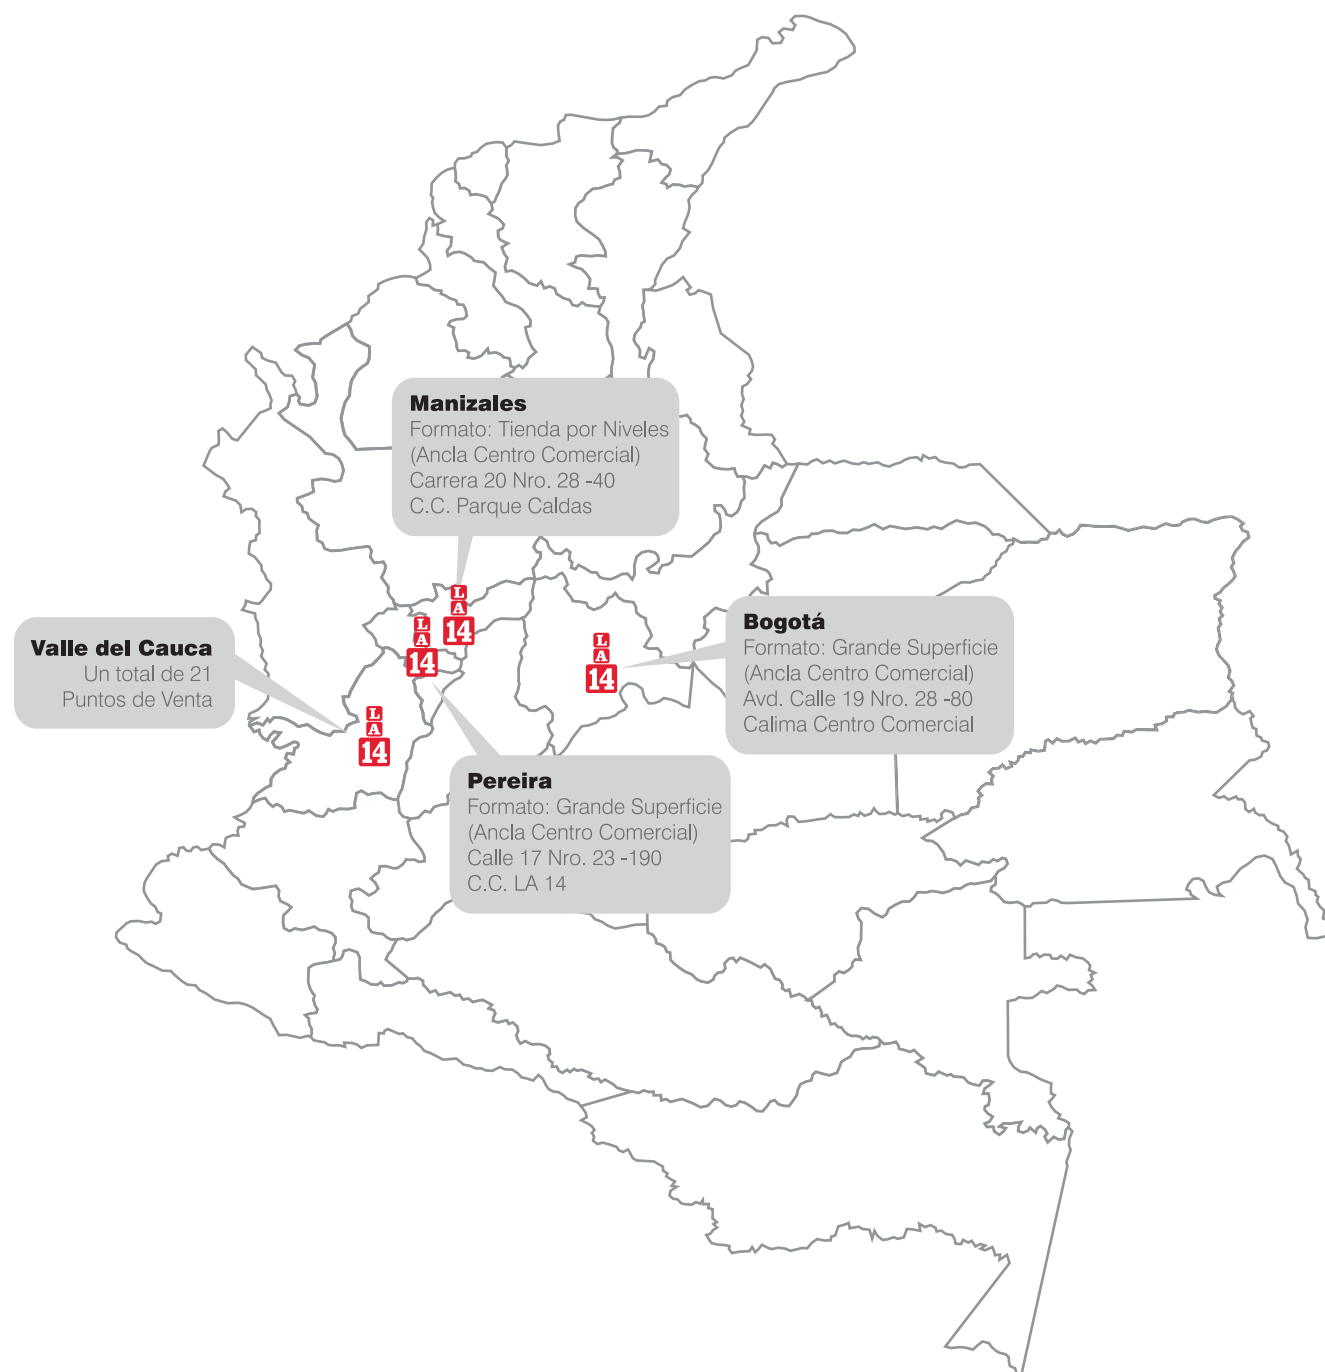 Manizales
Formato: Tienda por Niveles
(Ancla Centro Comercial)
Carrera 20 Nro. 28 -40
C.C. Parque Caldas
L
A
14
L
A
14
Valle del Cauca
Un total de 21
Puntos de Venta
L
A
14
L
A
14
Bogotá
Formato: Grande Superficie
(Ancla Centro Comercial)
Avd. Calle 19 Nro. 28 -80
Calima Centro Comercial
Pereira
Formato: Grande Superficie
(Ancla Centro Comercial)
Calle 17 Nro. 23 -190
C.C. LA 14